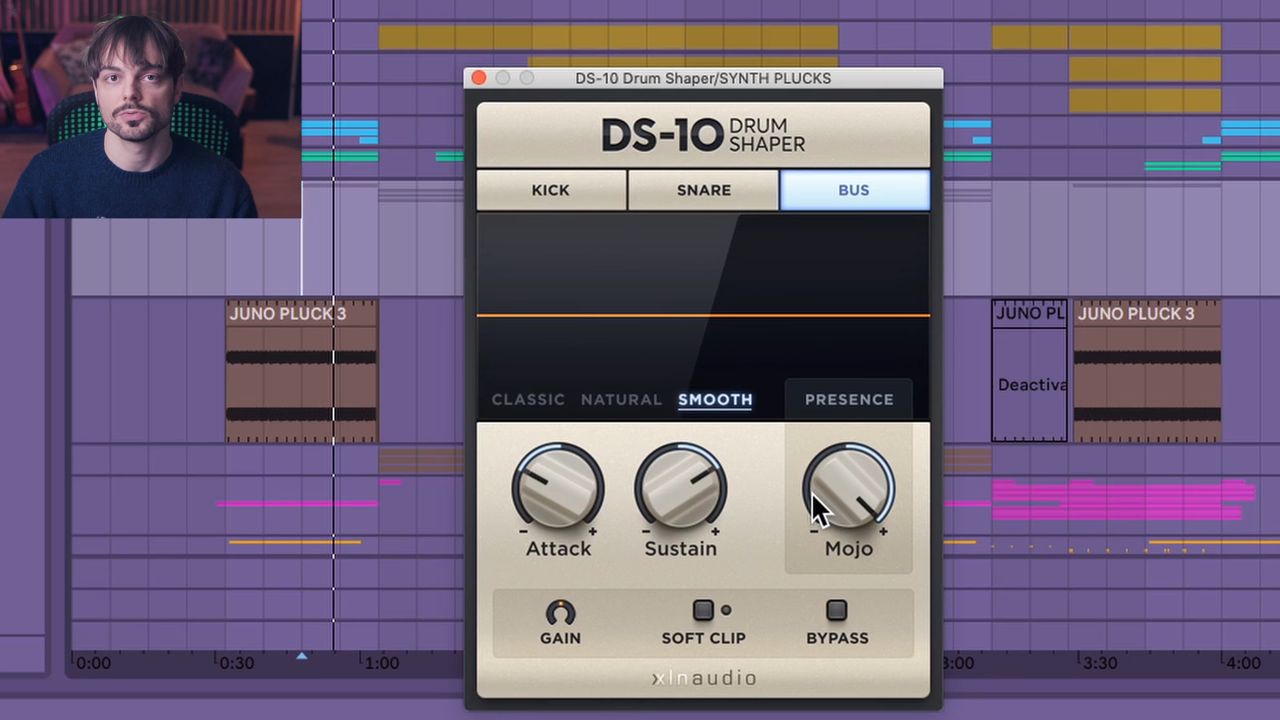 DS-10 Drum Shaper/SYNTH PLUCKS
DS-10 DRUM SHAPER
KICK SNARE BUS
JUNO PLUCK 3
JUNO PL
JUNO PLUCK 3
Deactiva
CLASSIC NATURAL SMOOTH PRESENCE
- + - + - +
Attack Sustain Mojo
GAIN SOFT CLIP BYPASS
xlnaudio
0:00 0:30 1:00 3:00 3:30 4:00